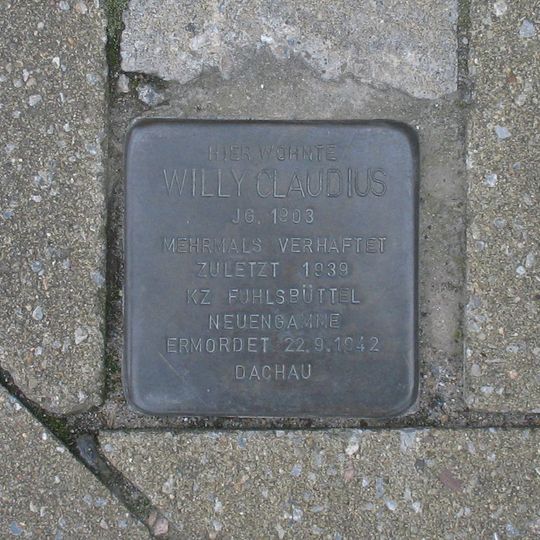 HIER WOHNTE
WILLY CLAUDIUS
JG. 1903
MEHRMALS VERHAFTET
ZULETZT 1939
KZ FUHLSBÜTTEL
NEUENGAMME
ERMORDET 22.9.1942
DACHAU